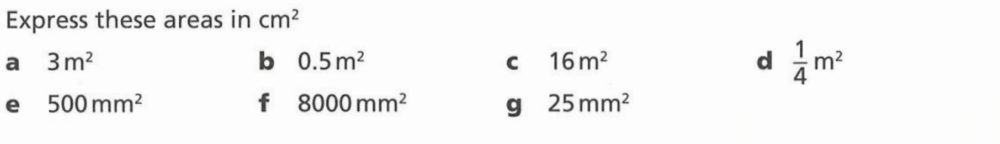 Express these areas in cm²
a 3 m² b 0.5 m² c 16 m² d 1/4 m²
e 500 mm² f 8000 mm² g 25 mm²